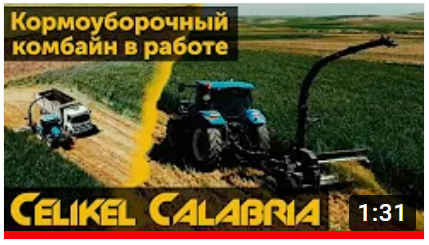 Кормоуборочный
комбайн в работе
CELIKEL CALABRIA
1:31